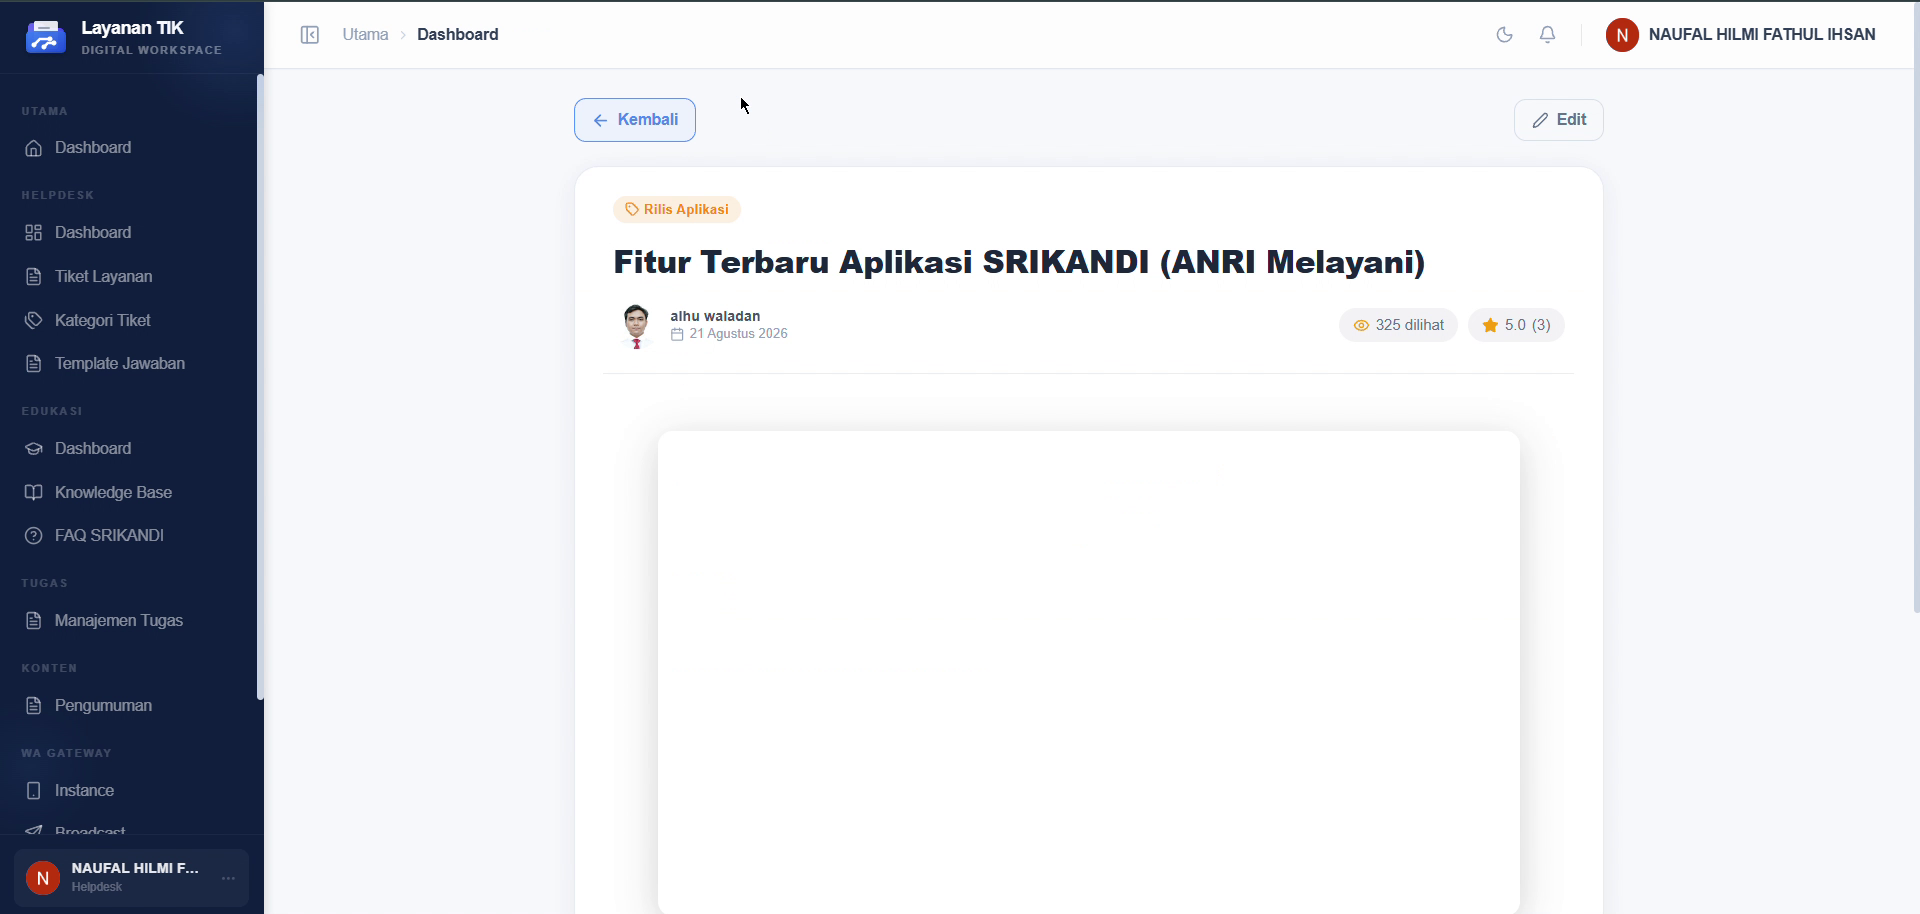 Layanan TIK
DIGITAL WORKSPACE
Utama > Dashboard
N NAUFAL HILMI FATHUL IHSAN
UTAMA
Dashboard
HELPDESK
Dashboard
Tiket Layanan
Kategori Tiket
Template Jawaban
EDUKASI
Dashboard
Knowledge Base
FAQ SRIKANDI
TUGAS
Manajemen Tugas
KONTEN
Pengumuman
WA GATEWAY
Instance
Broadcast
N NAUFAL HILMI F...
Helpdesk
Kembali
Edit
Rilis Aplikasi
Fitur Terbaru Aplikasi SRIKANDI (ANRI Melayani)
alhu waladan
21 Agustus 2026
325 dilihat
5.0 (3)